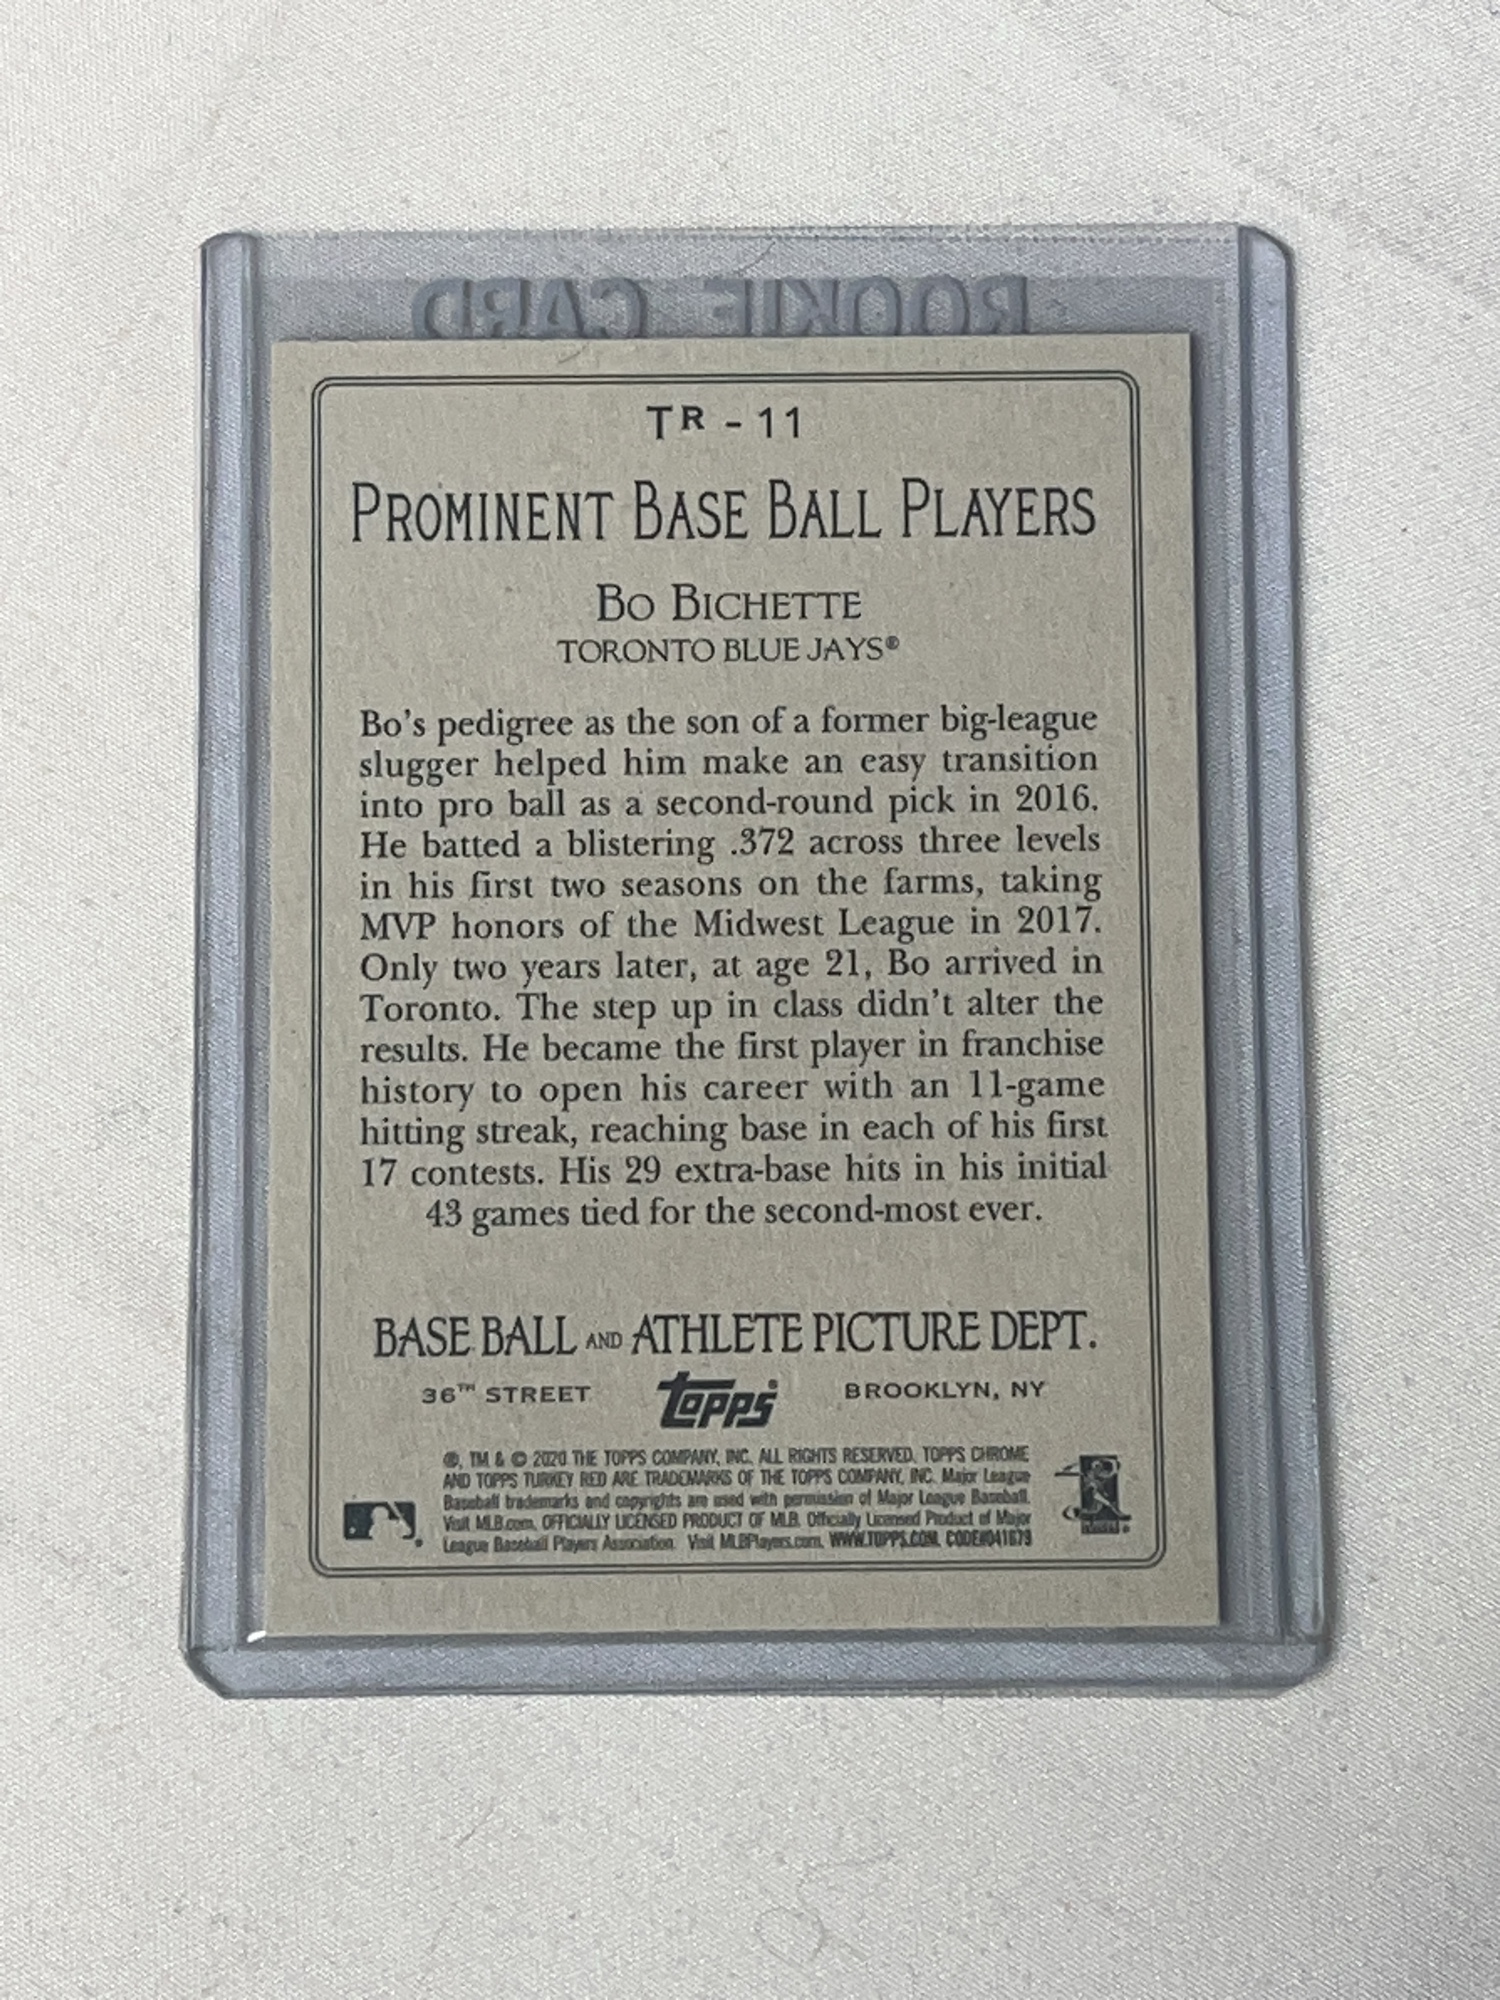 ROOKIE CARD
TR - 11
PROMINENT BASE BALL PLAYERS
BO BICHETTE
TORONTO BLUE JAYS®
Bo's pedigree as the son of a former big-league
slugger helped him make an easy transition
into pro ball as a second-round pick in 2016.
He batted a blistering .372 across three levels
in his first two seasons on the farms, taking
MVP honors of the Midwest League in 2017.
Only two years later, at age 21, Bo arrived in
Toronto. The step up in class didn't alter the
results. He became the first player in franchise
history to open his career with an 11-game
hitting streak, reaching base in each of his first
17 contests. His 29 extra-base hits in his initial
43 games tied for the second-most ever.
BASE BALL AND ATHLETE PICTURE DEPT.
36TH STREET topps BROOKLYN, NY
®, TM & © 2020 THE TOPPS COMPANY, INC. ALL RIGHTS RESERVED. TOPPS CHROME
AND TOPPS TURKEY RED ARE TRADEMARKS OF THE TOPPS COMPANY, INC. Major League
Baseball trademarks and copyrights are used with permission of Major League Baseball.
Visit MLB.com. OFFICIALLY LICENSED PRODUCT OF MLB. Officially Licensed Product of Major
League Baseball Players Association. Visit MLBPlayers.com. WWW.TOPPS.COM. CODE#041679